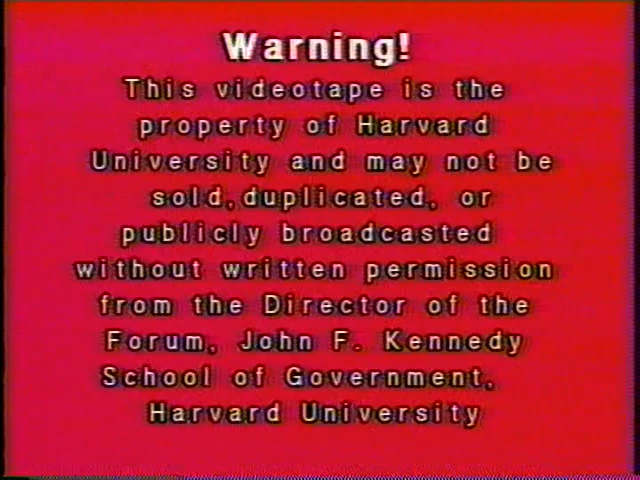 Warning!
This videotape is the
property of Harvard
University and may not be
sold,duplicated, or
publicly broadcasted
without written permission
from the Director of the
Forum, John F. Kennedy
School of Government,
Harvard University